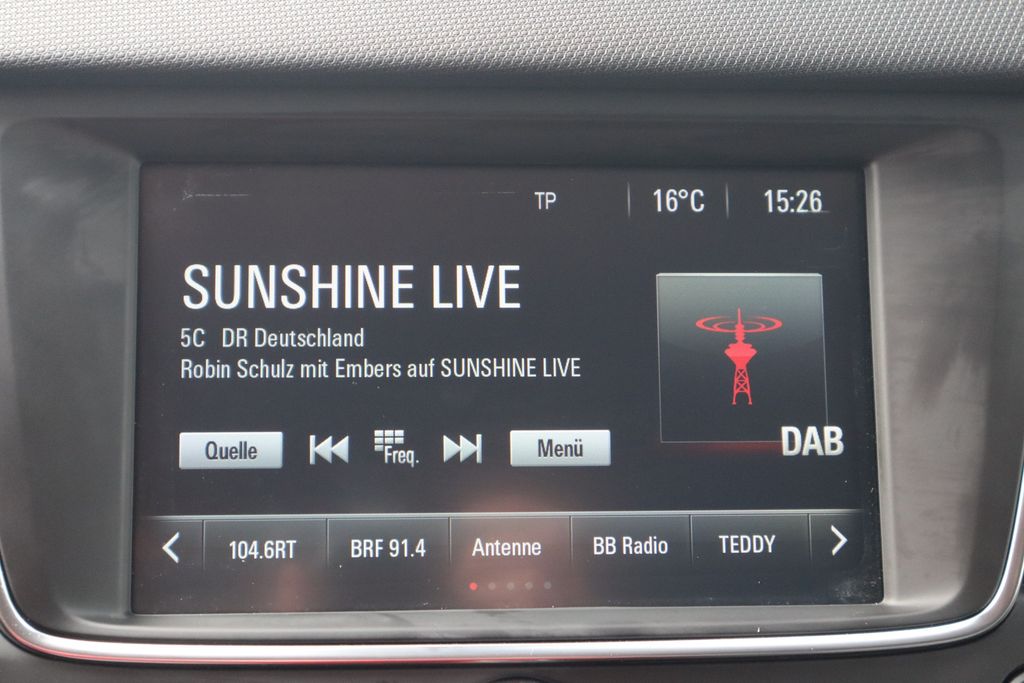 TP 16°C 15:26
SUNSHINE LIVE
5C DR Deutschland
Robin Schulz mit Embers auf SUNSHINE LIVE
DAB
Quelle Freq. Menü
104.6RT BRF 91.4 Antenne BB Radio TEDDY